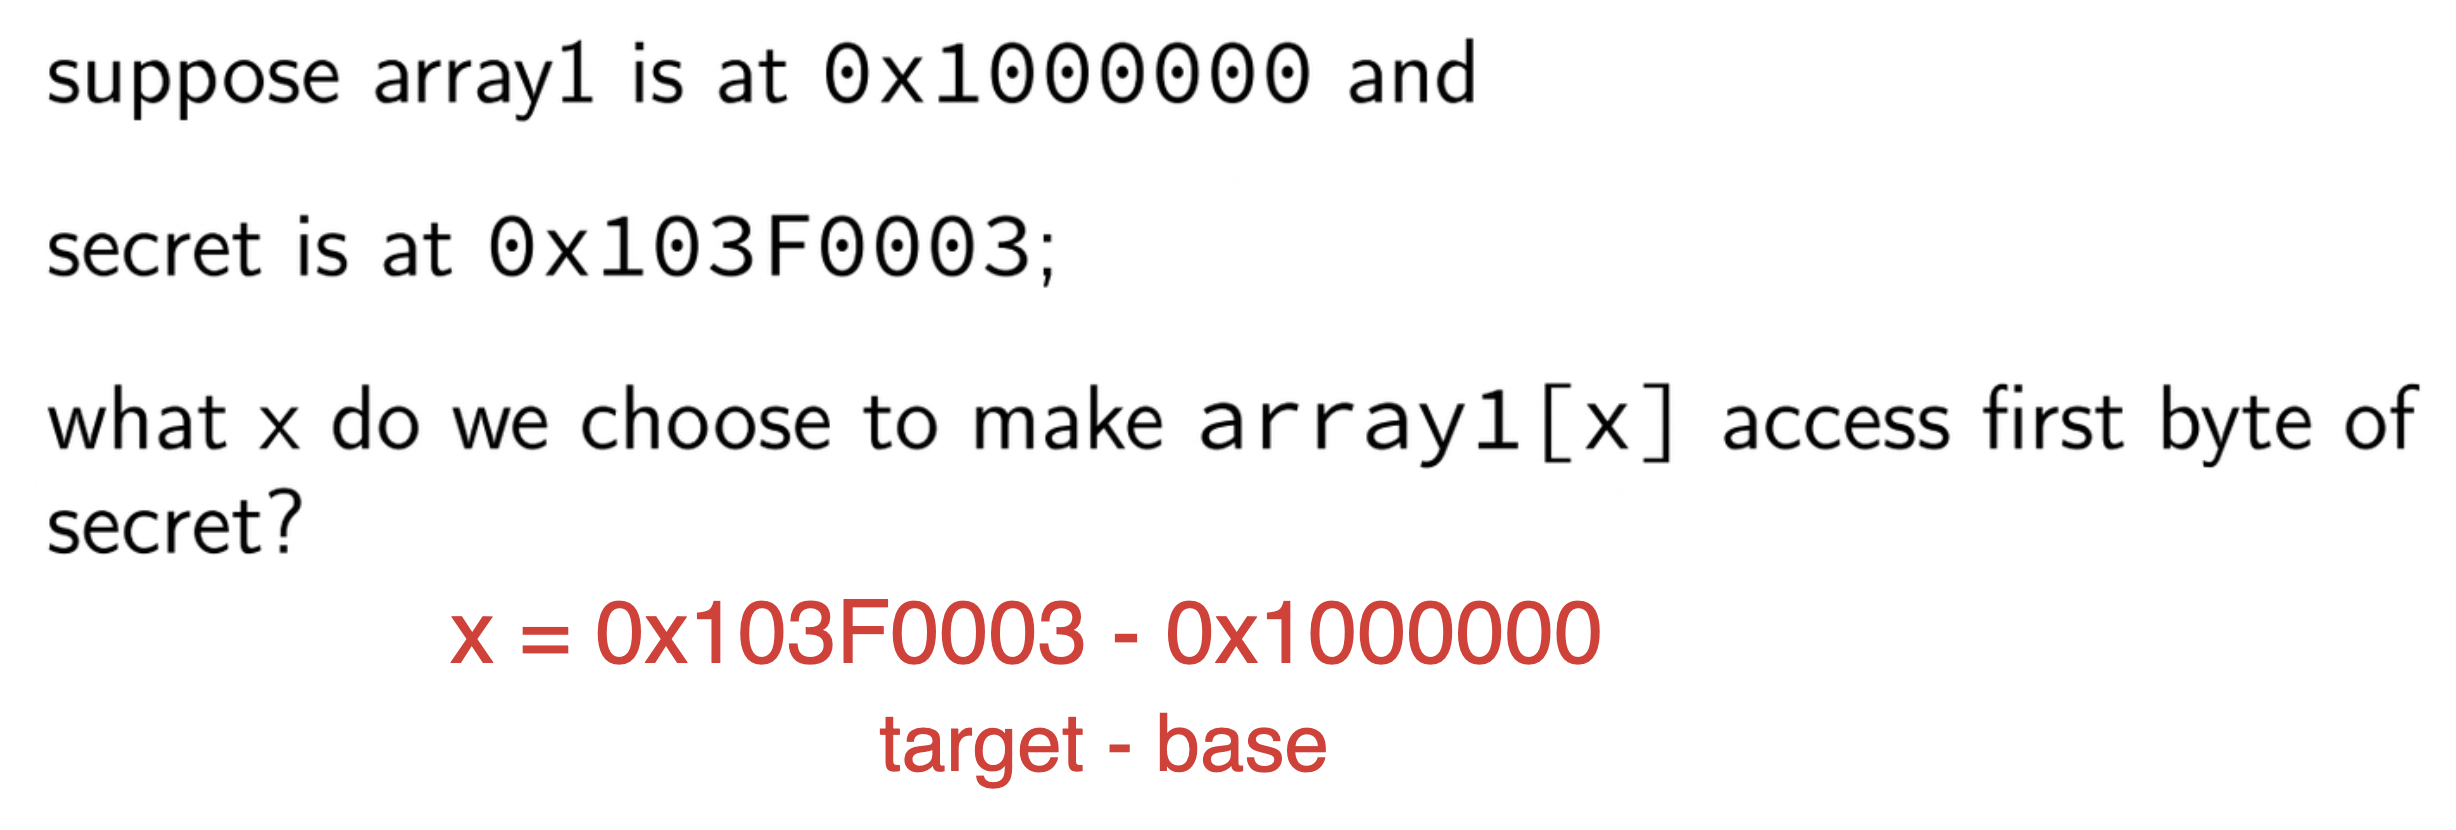 suppose array1 is at 0x1000000 and
secret is at 0x103F0003;
what x do we choose to make array1[x] access first byte of
secret?
x = 0x103F0003 - 0x1000000
target - base